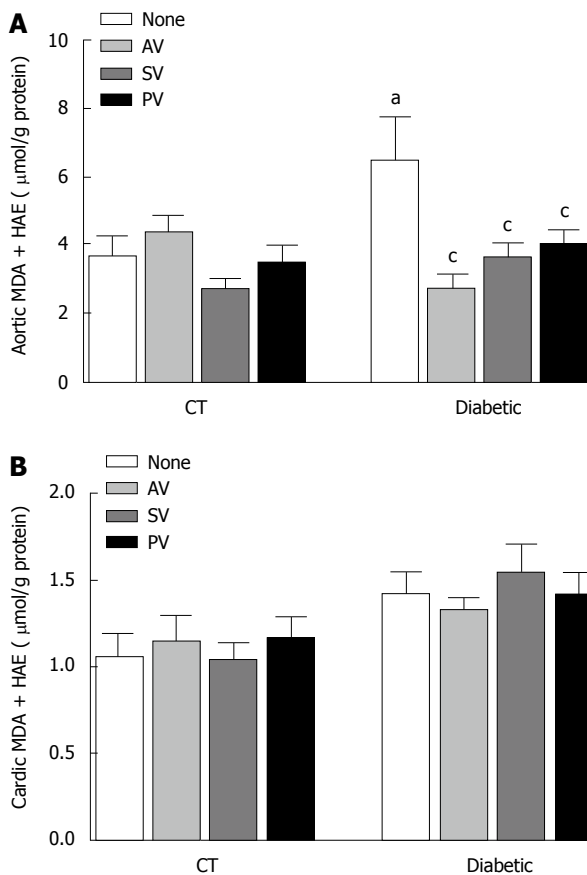 A
None
AV
SV
PV
10
8
6
4
2
0
Aortic MDA + HAE ( μmol/g protein)
a
c
c
c
CT
Diabetic
B
None
AV
SV
PV
2.0
1.5
1.0
0.5
0.0
Cardic MDA + HAE ( μmol/g protein)
CT
Diabetic